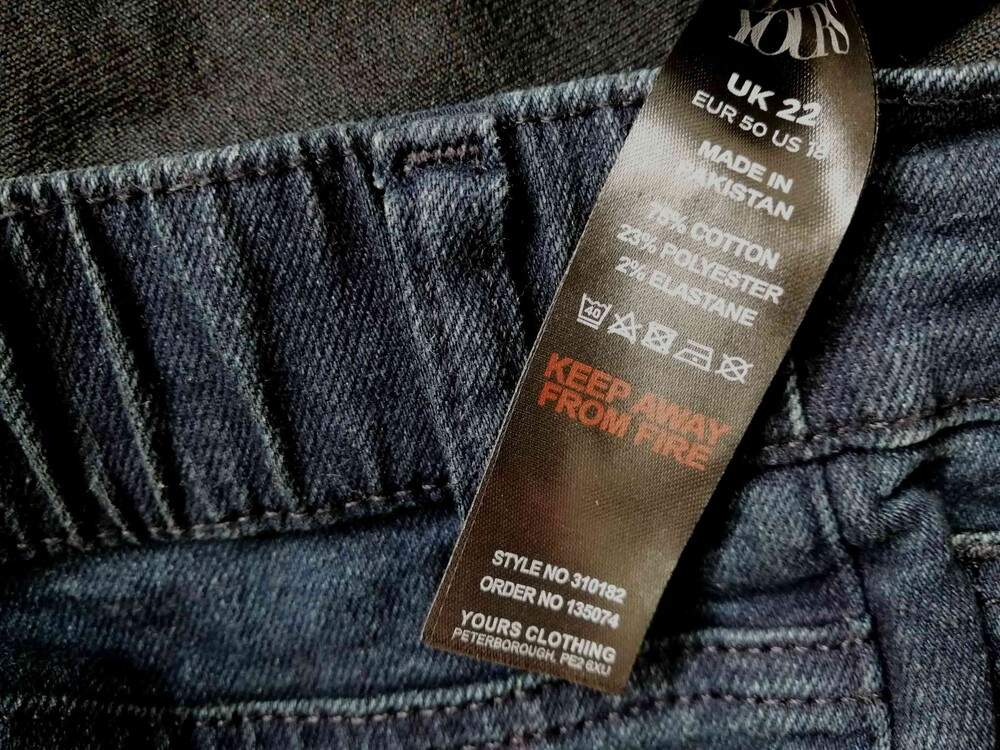 YOURS
UK 22
EUR 50 US 18
MADE IN
PAKISTAN
75% COTTON
23% POLYESTER
2% ELASTANE
40
KEEP AWAY
FROM FIRE
STYLE NO 310182
ORDER NO 135074
YOURS CLOTHING
PETERBOROUGH, PE2 6XU